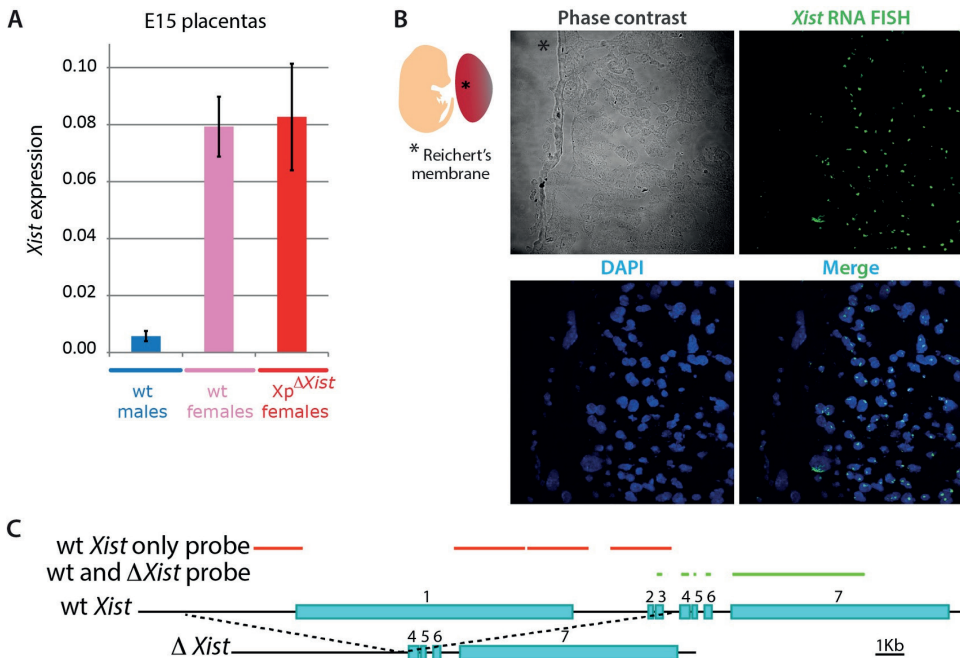 A
E15 placentas
Xist expression
0.10
0.08
0.06
0.04
0.02
0.00
wt
males
wt
females
Xp^ΔXist
females
B
* Reichert's
membrane
Phase contrast
Xist RNA FISH
DAPI
Merge
C
wt Xist only probe
wt and ΔXist probe
wt Xist
1
2 3 4 5 6
7
Δ Xist
4 5 6
7
1Kb